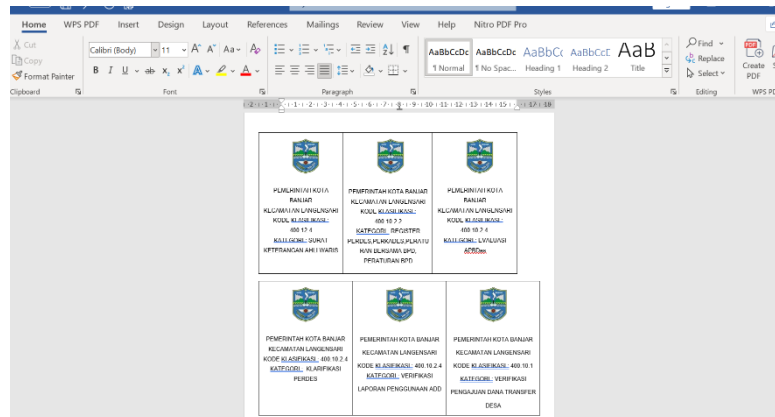 Home WPS PDF Insert Design Layout References Mailings Review View Help Nitro PDF Pro
Cut
Copy
Format Painter
Clipboard
Calibri (Body) 11
Font
Paragraph
AaBbCcDc AaBbCcDc AaBbC( AaBbCcE AaB
¶ Normal ¶ No Spac... Heading 1 Heading 2 Title
Styles
Find
Replace
Select
Editing
Create
PDF
WPS PD
PEMERINTAH KOTA
BANJAR
KECAMATAN LANGENSARI
KODE KLASIFIKASI :
400.12.4
KATEGORI : SURAT
KETERANGAN AHLI WARIS
PEMERINTAH KOTA BANJAR
KECAMATAN LANGENSARI
KODE KLASIFIKASI :
400.10.2.2
KATEGORI : REGISTER
PERDES,PERKADES,PERATU
RAN BERSAMA BPD,
PERATURAN BPD
PEMERINTAH KOTA
BANJAR
KECAMATAN LANGENSARI
KODE KLASIFIKASI :
400.10.2.4
KATEGORI : EVALUASI
APBDes
PEMERINTAH KOTA BANJAR
KECAMATAN LANGENSARI
KODE KLASIFIKASI : 400.10.2.4
KATEGORI : KLARIFIKASI
PERDES
PEMERINTAH KOTA BANJAR
KECAMATAN LANGENSARI
KODE KLASIFIKASI : 400.10.2.4
KATEGORI : VERIFIKASI
LAPORAN PENGGUNAAN ADD
PEMERINTAH KOTA BANJAR
KECAMATAN LANGENSARI
KODE KLASIFIKASI : 400.10.1
KATEGORI : VERIFIKASI
PENGAJUAN DANA TRANSFER
DESA